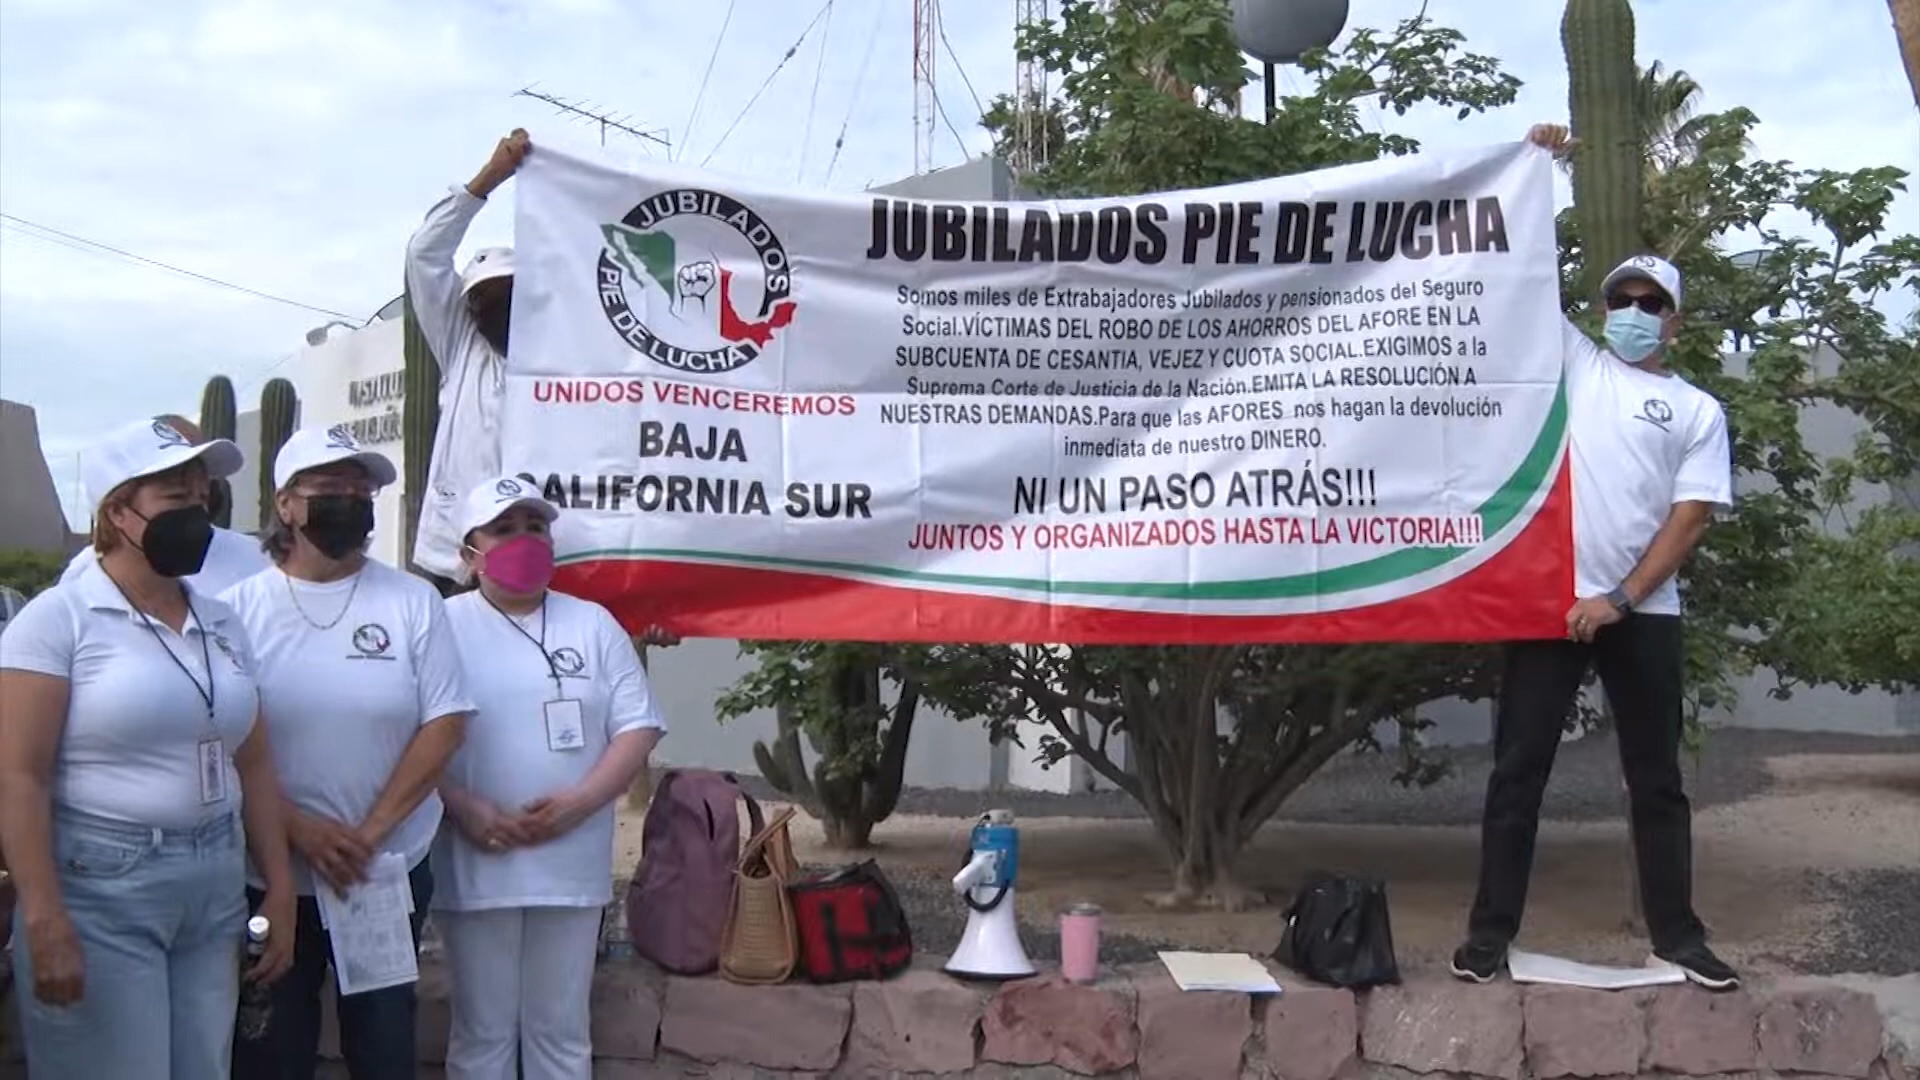 JUBILADOS
PIE DE LUCHA
UNIDOS VENCEREMOS
BAJA
CALIFORNIA SUR
JUBILADOS PIE DE LUCHA
Somos miles de Extrabajadores Jubilados y pensionados del Seguro
Social.VÍCTIMAS DEL ROBO DE LOS AHORROS DEL AFORE EN LA
SUBCUENTA DE CESANTIA, VEJEZ Y CUOTA SOCIAL.EXIGIMOS a la
Suprema Corte de Justicia de la Nación.EMITA LA RESOLUCIÓN A
NUESTRAS DEMANDAS.Para que las AFORES nos hagan la devolución
inmediata de nuestro DINERO.
NI UN PASO ATRÁS!!!
JUNTOS Y ORGANIZADOS HASTA LA VICTORIA!!!